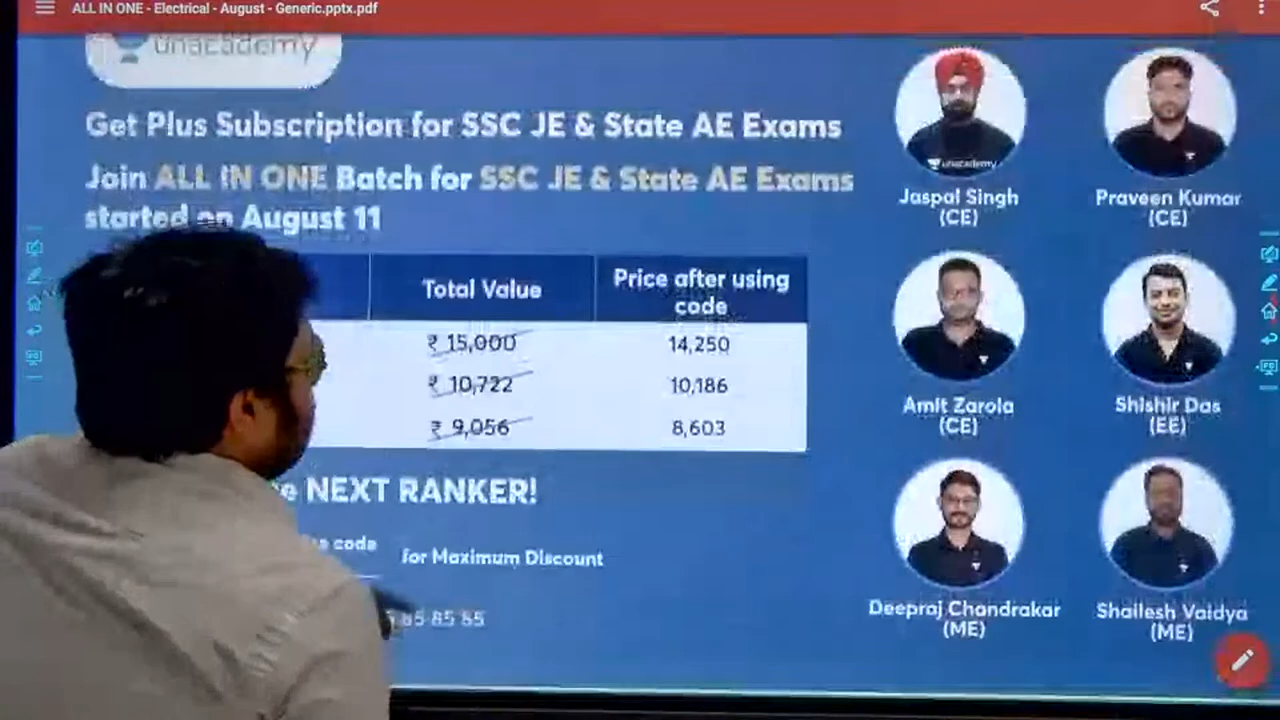 ALL IN ONE - Electrical - August - Generic.pptx.pdf
unacademy
Get Plus Subscription for SSC JE & State AE Exams
Join ALL IN ONE Batch for SSC JE & State AE Exams
started on August 11
Total Value
Price after using
code
₹ 15,000
14,250
₹ 10,722
10,186
₹ 9,056
8,603
NEXT RANKER!
code
for Maximum Discount
85 85 85
unacademy
Jaspal Singh
(CE)
Praveen Kumar
(CE)
Amit Zarola
(CE)
Shishir Das
(EE)
Deepraj Chandrakar
(ME)
Shailesh Vaidya
(ME)